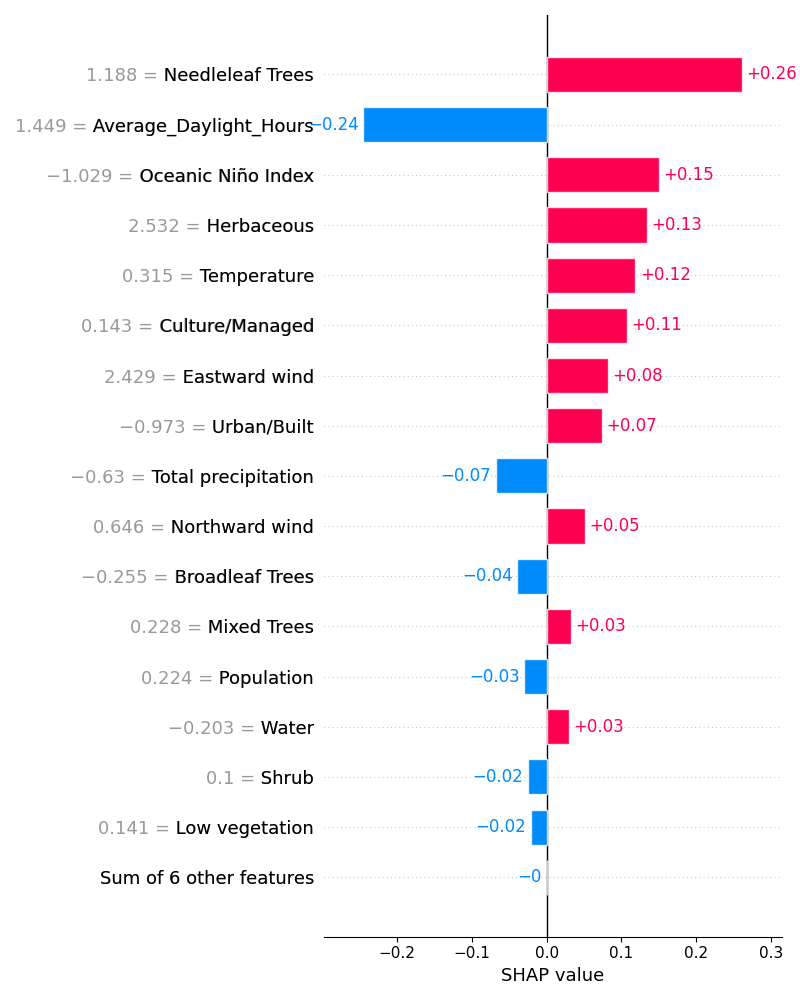 1.188 = Needleleaf Trees +0.26
1.449 = Average_Daylight_Hours −0.24
−1.029 = Oceanic Niño Index +0.15
2.532 = Herbaceous +0.13
0.315 = Temperature +0.12
0.143 = Culture/Managed +0.11
2.429 = Eastward wind +0.08
−0.973 = Urban/Built +0.07
−0.63 = Total precipitation −0.07
0.646 = Northward wind +0.05
−0.255 = Broadleaf Trees −0.04
0.228 = Mixed Trees +0.03
0.224 = Population −0.03
−0.203 = Water +0.03
0.1 = Shrub −0.02
0.141 = Low vegetation −0.02
Sum of 6 other features −0
−0.2 −0.1 0.0 0.1 0.2 0.3
SHAP value